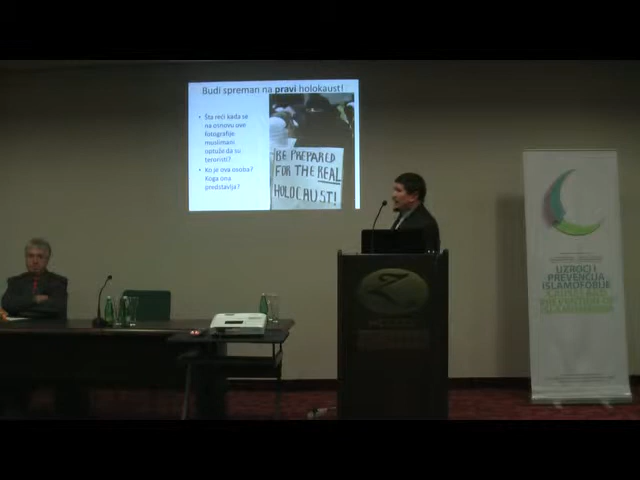 Budi spreman na pravi holokaust!
• Šta reći kada se
na osnovu ove
fotografije
muslimani
optuže da su
teroristi?
• Ko je ova osoba?
Koga ona
predstavlja?
BE PREPARED
FOR THE REAL
HOLOCAUST!
UZROCI I
PREVENCIJA
ISLAMOFOBIJE